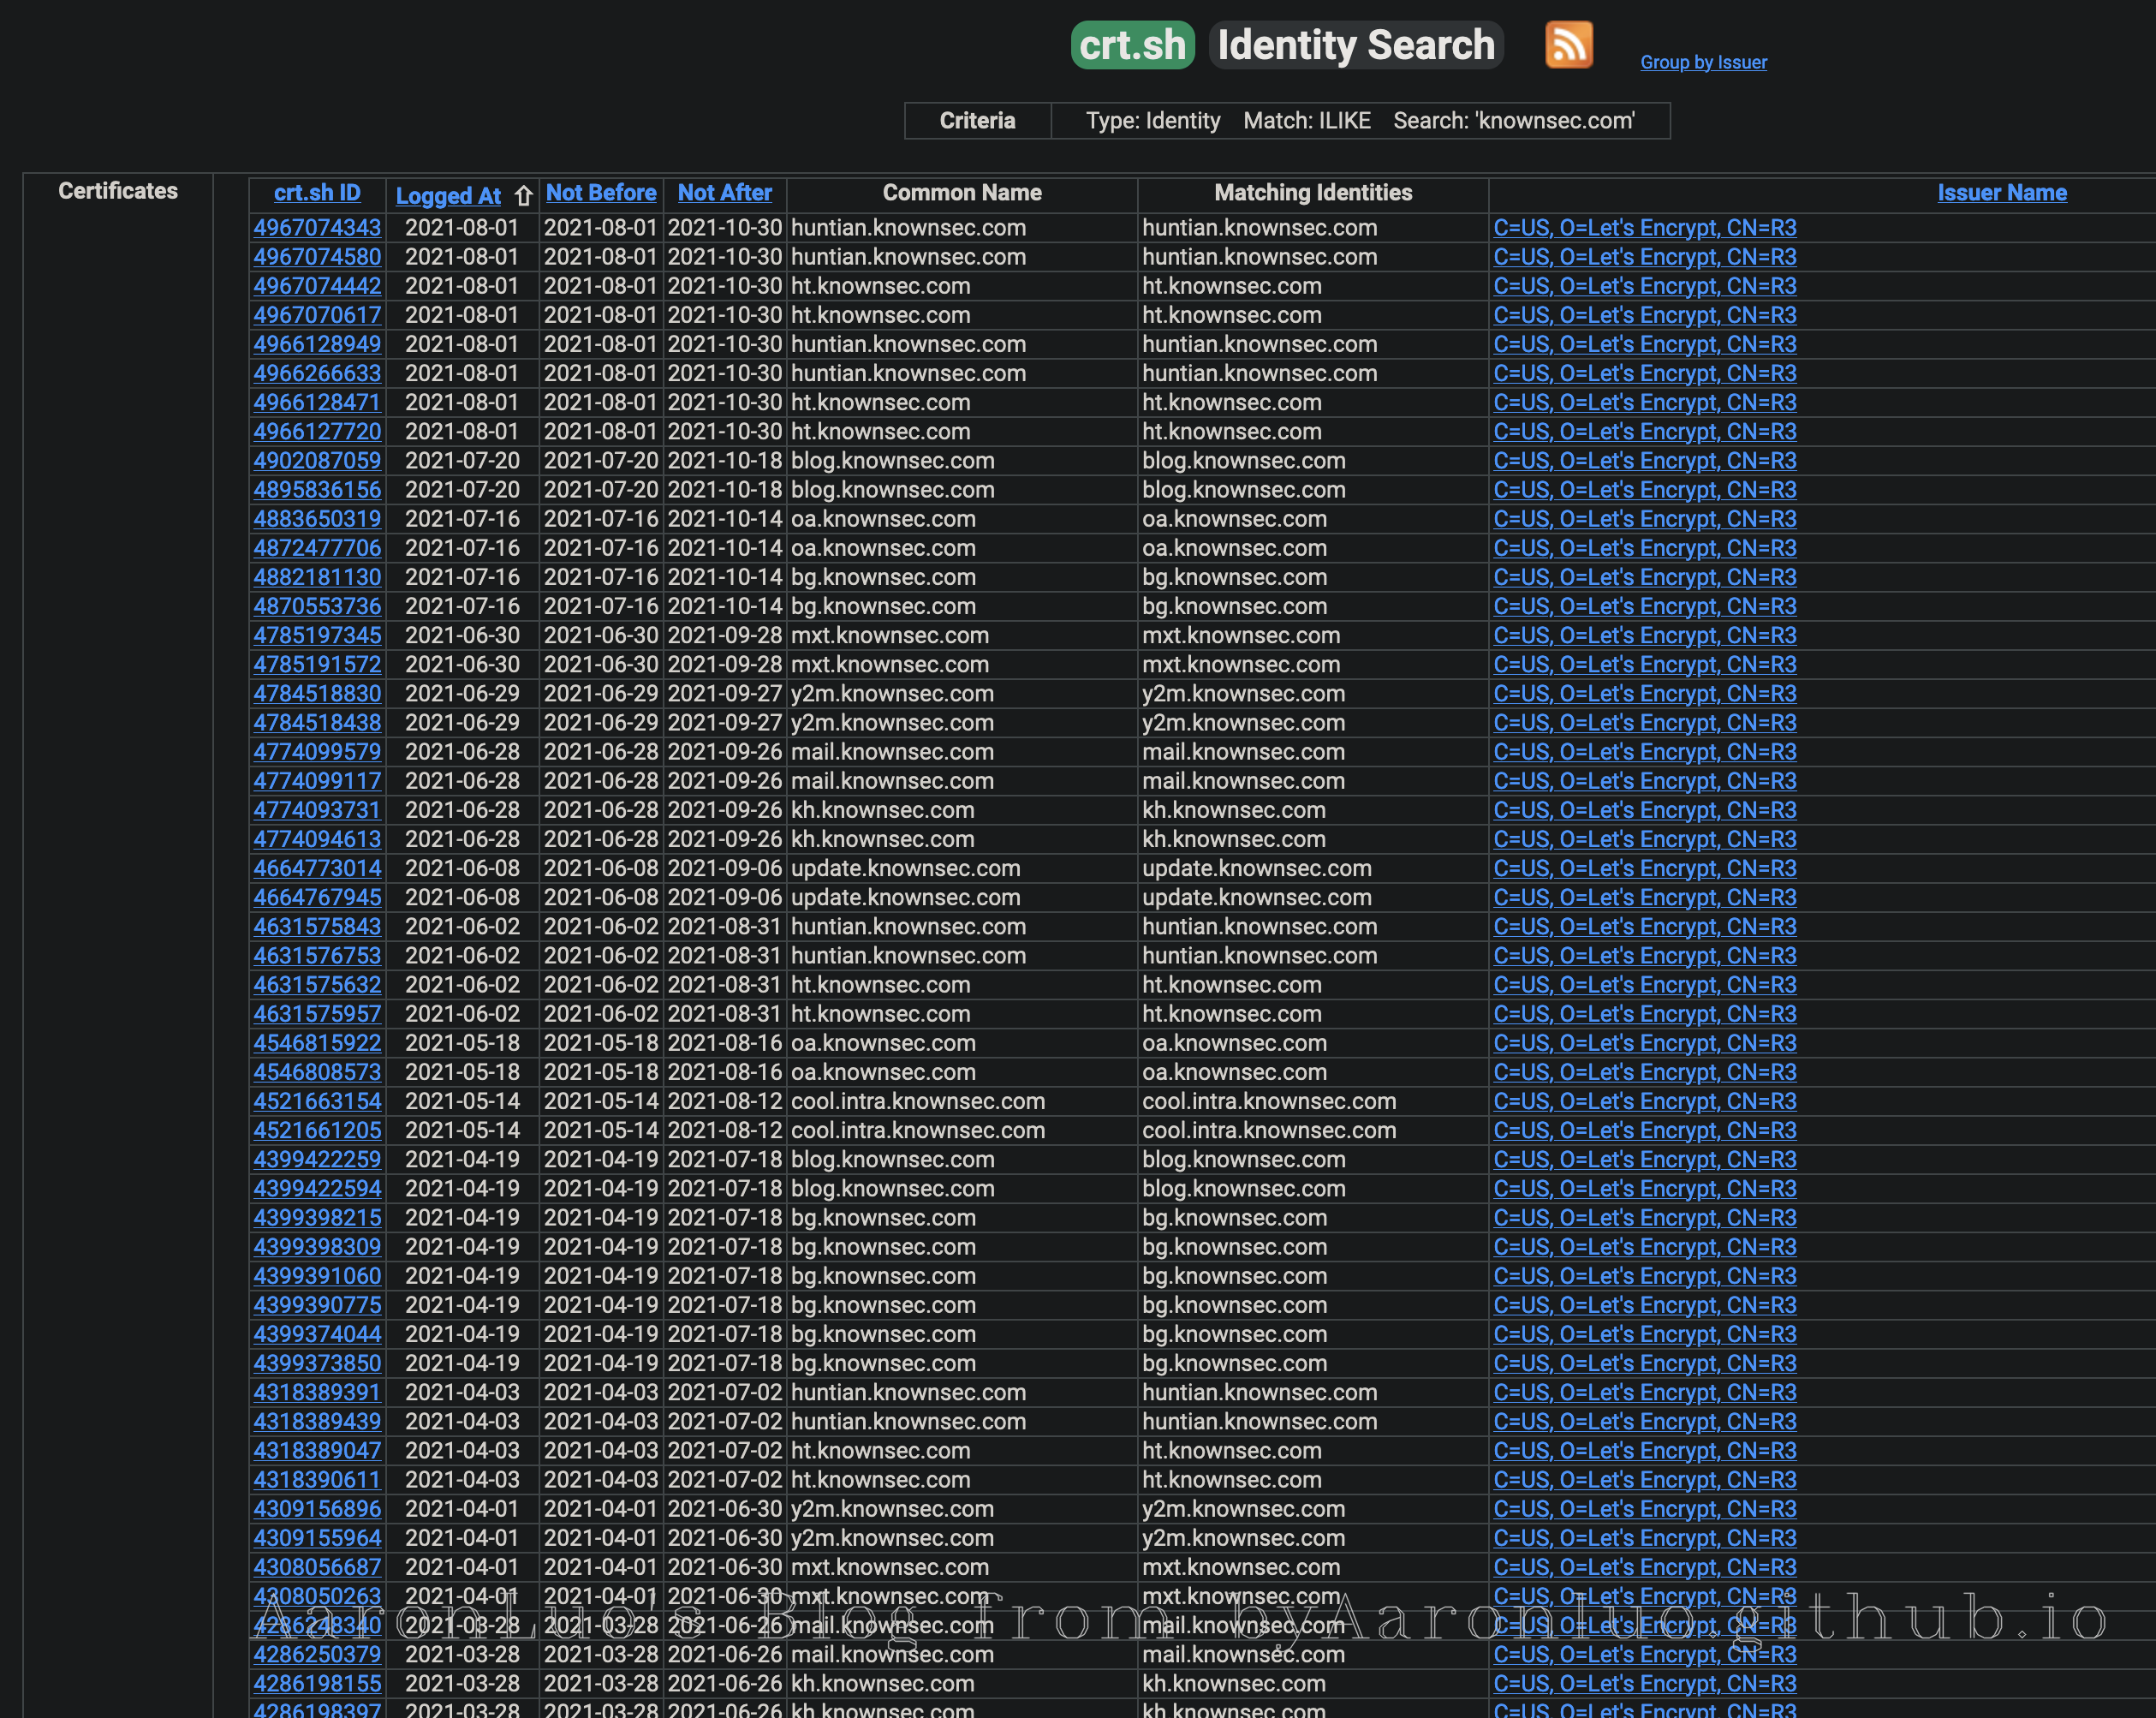 crt.sh Identity Search Group by Issuer
Criteria Type: Identity Match: ILIKE Search: 'knownsec.com'
Certificates crt.sh ID Logged At ⇧ Not Before Not After Common Name Matching Identities Issuer Name
4967074343 2021-08-01 2021-08-01 2021-10-30 huntian.knownsec.com huntian.knownsec.com C=US, O=Let's Encrypt, CN=R3
4967074580 2021-08-01 2021-08-01 2021-10-30 huntian.knownsec.com huntian.knownsec.com C=US, O=Let's Encrypt, CN=R3
4967074442 2021-08-01 2021-08-01 2021-10-30 ht.knownsec.com ht.knownsec.com C=US, O=Let's Encrypt, CN=R3
4967070617 2021-08-01 2021-08-01 2021-10-30 ht.knownsec.com ht.knownsec.com C=US, O=Let's Encrypt, CN=R3
4966128949 2021-08-01 2021-08-01 2021-10-30 huntian.knownsec.com huntian.knownsec.com C=US, O=Let's Encrypt, CN=R3
4966266633 2021-08-01 2021-08-01 2021-10-30 huntian.knownsec.com huntian.knownsec.com C=US, O=Let's Encrypt, CN=R3
4966128471 2021-08-01 2021-08-01 2021-10-30 ht.knownsec.com ht.knownsec.com C=US, O=Let's Encrypt, CN=R3
4966127720 2021-08-01 2021-08-01 2021-10-30 ht.knownsec.com ht.knownsec.com C=US, O=Let's Encrypt, CN=R3
4902087059 2021-07-20 2021-07-20 2021-10-18 blog.knownsec.com blog.knownsec.com C=US, O=Let's Encrypt, CN=R3
4895836156 2021-07-20 2021-07-20 2021-10-18 blog.knownsec.com blog.knownsec.com C=US, O=Let's Encrypt, CN=R3
4883650319 2021-07-16 2021-07-16 2021-10-14 oa.knownsec.com oa.knownsec.com C=US, O=Let's Encrypt, CN=R3
4872477706 2021-07-16 2021-07-16 2021-10-14 oa.knownsec.com oa.knownsec.com C=US, O=Let's Encrypt, CN=R3
4882181130 2021-07-16 2021-07-16 2021-10-14 bg.knownsec.com bg.knownsec.com C=US, O=Let's Encrypt, CN=R3
4870553736 2021-07-16 2021-07-16 2021-10-14 bg.knownsec.com bg.knownsec.com C=US, O=Let's Encrypt, CN=R3
4785197345 2021-06-30 2021-06-30 2021-09-28 mxt.knownsec.com mxt.knownsec.com C=US, O=Let's Encrypt, CN=R3
4785191572 2021-06-30 2021-06-30 2021-09-28 mxt.knownsec.com mxt.knownsec.com C=US, O=Let's Encrypt, CN=R3
4784518830 2021-06-29 2021-06-29 2021-09-27 y2m.knownsec.com y2m.knownsec.com C=US, O=Let's Encrypt, CN=R3
4784518438 2021-06-29 2021-06-29 2021-09-27 y2m.knownsec.com y2m.knownsec.com C=US, O=Let's Encrypt, CN=R3
4774099579 2021-06-28 2021-06-28 2021-09-26 mail.knownsec.com mail.knownsec.com C=US, O=Let's Encrypt, CN=R3
4774099117 2021-06-28 2021-06-28 2021-09-26 mail.knownsec.com mail.knownsec.com C=US, O=Let's Encrypt, CN=R3
4774093731 2021-06-28 2021-06-28 2021-09-26 kh.knownsec.com kh.knownsec.com C=US, O=Let's Encrypt, CN=R3
4774094613 2021-06-28 2021-06-28 2021-09-26 kh.knownsec.com kh.knownsec.com C=US, O=Let's Encrypt, CN=R3
4664773014 2021-06-08 2021-06-08 2021-09-06 update.knownsec.com update.knownsec.com C=US, O=Let's Encrypt, CN=R3
4664767945 2021-06-08 2021-06-08 2021-09-06 update.knownsec.com update.knownsec.com C=US, O=Let's Encrypt, CN=R3
4631575843 2021-06-02 2021-06-02 2021-08-31 huntian.knownsec.com huntian.knownsec.com C=US, O=Let's Encrypt, CN=R3
4631576753 2021-06-02 2021-06-02 2021-08-31 huntian.knownsec.com huntian.knownsec.com C=US, O=Let's Encrypt, CN=R3
4631575632 2021-06-02 2021-06-02 2021-08-31 ht.knownsec.com ht.knownsec.com C=US, O=Let's Encrypt, CN=R3
4631575957 2021-06-02 2021-06-02 2021-08-31 ht.knownsec.com ht.knownsec.com C=US, O=Let's Encrypt, CN=R3
4546815922 2021-05-18 2021-05-18 2021-08-16 oa.knownsec.com oa.knownsec.com C=US, O=Let's Encrypt, CN=R3
4546808573 2021-05-18 2021-05-18 2021-08-16 oa.knownsec.com oa.knownsec.com C=US, O=Let's Encrypt, CN=R3
4521663154 2021-05-14 2021-05-14 2021-08-12 cool.intra.knownsec.com cool.intra.knownsec.com C=US, O=Let's Encrypt, CN=R3
4521661205 2021-05-14 2021-05-14 2021-08-12 cool.intra.knownsec.com cool.intra.knownsec.com C=US, O=Let's Encrypt, CN=R3
4399422259 2021-04-19 2021-04-19 2021-07-18 blog.knownsec.com blog.knownsec.com C=US, O=Let's Encrypt, CN=R3
4399422594 2021-04-19 2021-04-19 2021-07-18 blog.knownsec.com blog.knownsec.com C=US, O=Let's Encrypt, CN=R3
4399398215 2021-04-19 2021-04-19 2021-07-18 bg.knownsec.com bg.knownsec.com C=US, O=Let's Encrypt, CN=R3
4399398309 2021-04-19 2021-04-19 2021-07-18 bg.knownsec.com bg.knownsec.com C=US, O=Let's Encrypt, CN=R3
4399391060 2021-04-19 2021-04-19 2021-07-18 bg.knownsec.com bg.knownsec.com C=US, O=Let's Encrypt, CN=R3
4399390775 2021-04-19 2021-04-19 2021-07-18 bg.knownsec.com bg.knownsec.com C=US, O=Let's Encrypt, CN=R3
4399374044 2021-04-19 2021-04-19 2021-07-18 bg.knownsec.com bg.knownsec.com C=US, O=Let's Encrypt, CN=R3
4399373850 2021-04-19 2021-04-19 2021-07-18 bg.knownsec.com bg.knownsec.com C=US, O=Let's Encrypt, CN=R3
4318389391 2021-04-03 2021-04-03 2021-07-02 huntian.knownsec.com huntian.knownsec.com C=US, O=Let's Encrypt, CN=R3
4318389439 2021-04-03 2021-04-03 2021-07-02 huntian.knownsec.com huntian.knownsec.com C=US, O=Let's Encrypt, CN=R3
4318389047 2021-04-03 2021-04-03 2021-07-02 ht.knownsec.com ht.knownsec.com C=US, O=Let's Encrypt, CN=R3
4318390611 2021-04-03 2021-04-03 2021-07-02 ht.knownsec.com ht.knownsec.com C=US, O=Let's Encrypt, CN=R3
4309156896 2021-04-01 2021-04-01 2021-06-30 y2m.knownsec.com y2m.knownsec.com C=US, O=Let's Encrypt, CN=R3
4309155964 2021-04-01 2021-04-01 2021-06-30 y2m.knownsec.com y2m.knownsec.com C=US, O=Let's Encrypt, CN=R3
4308056687 2021-04-01 2021-04-01 2021-06-30 mxt.knownsec.com mxt.knownsec.com C=US, O=Let's Encrypt, CN=R3
4308050263 2021-04-01 2021-04-01 2021-06-30 mxt.knownsec.com mxt.knownsec.com C=US, O=Let's Encrypt, CN=R3
AaronLuo's Blog from byAaronluo.github.io
4286248340 2021-03-28 2021-03-28 2021-06-26 mail.knownsec.com mail.knownsec.com C=US, O=Let's Encrypt, CN=R3
4286250379 2021-03-28 2021-03-28 2021-06-26 mail.knownsec.com mail.knownsec.com C=US, O=Let's Encrypt, CN=R3
4286198155 2021-03-28 2021-03-28 2021-06-26 kh.knownsec.com kh.knownsec.com C=US, O=Let's Encrypt, CN=R3
4286198397 2021-03-28 2021-03-28 2021-06-26 kh.knownsec.com kh.knownsec.com C=US, O=Let's Encrypt, CN=R3